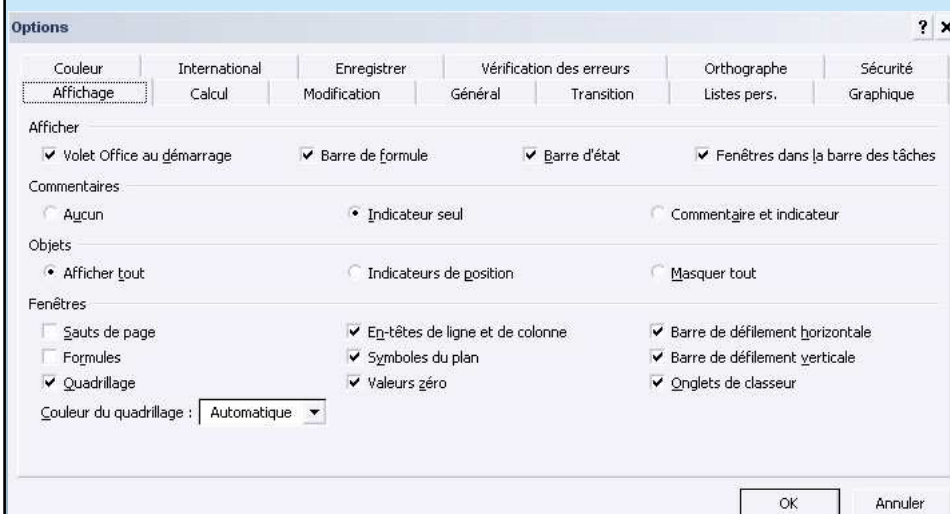 Options
Couleur International Enregistrer Vérification des erreurs Orthographe Sécurité
Affichage Calcul Modification Général Transition Listes pers. Graphique
Afficher
Volet Office au démarrage Barre de formule Barre d'état Fenêtres dans la barre des tâches
Commentaires
Aucun Indicateur seul Commentaire et indicateur
Objets
Afficher tout Indicateurs de position Masquer tout
Fenêtres
Sauts de page En-têtes de ligne et de colonne Barre de défilement horizontale
Formules Symboles du plan Barre de défilement verticale
Quadrillage Valeurs zéro Onglets de classeur
Couleur du quadrillage : Automatique
OK Annuler